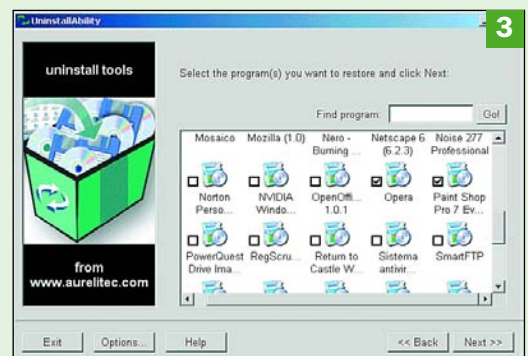 UninstallAbility
3
uninstall tools
from
www.aurelitec.com
Select the program(s) you want to restore and click Next:
Find program:
Go!
Mosaico Mozilla (1.0) Nero - Netscape 6 Noise 277
Burning ... (6.2.3) Professional
Norton NVIDIA OpenOffi... Opera Paint Shop
Perso... Windo... 1.0.1 Pro 7 Ev...
PowerQuest RegScru... Return to Sistema SmartFTP
Drive Ima... Castle W... antivir...
Exit Options... Help << Back Next >>